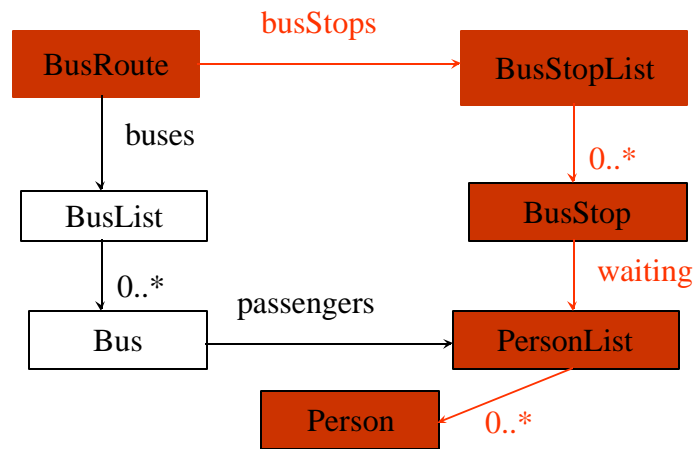 busStops
BusRoute
BusStopList
buses
0..*
BusList
BusStop
waiting
0..*
passengers
Bus
PersonList
Person
0..*